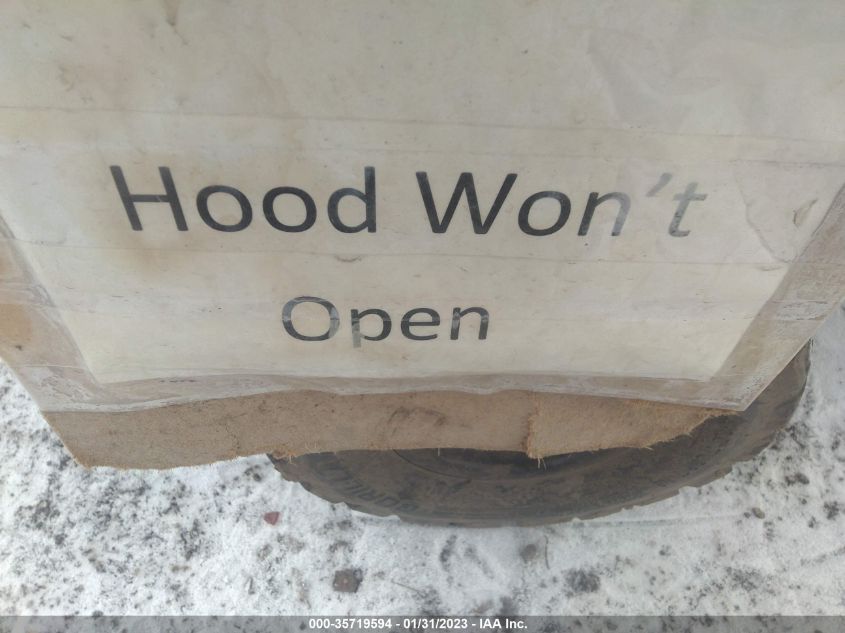 Hood Won't
Open
000-35719594 - 01/31/2023 - IAA Inc.